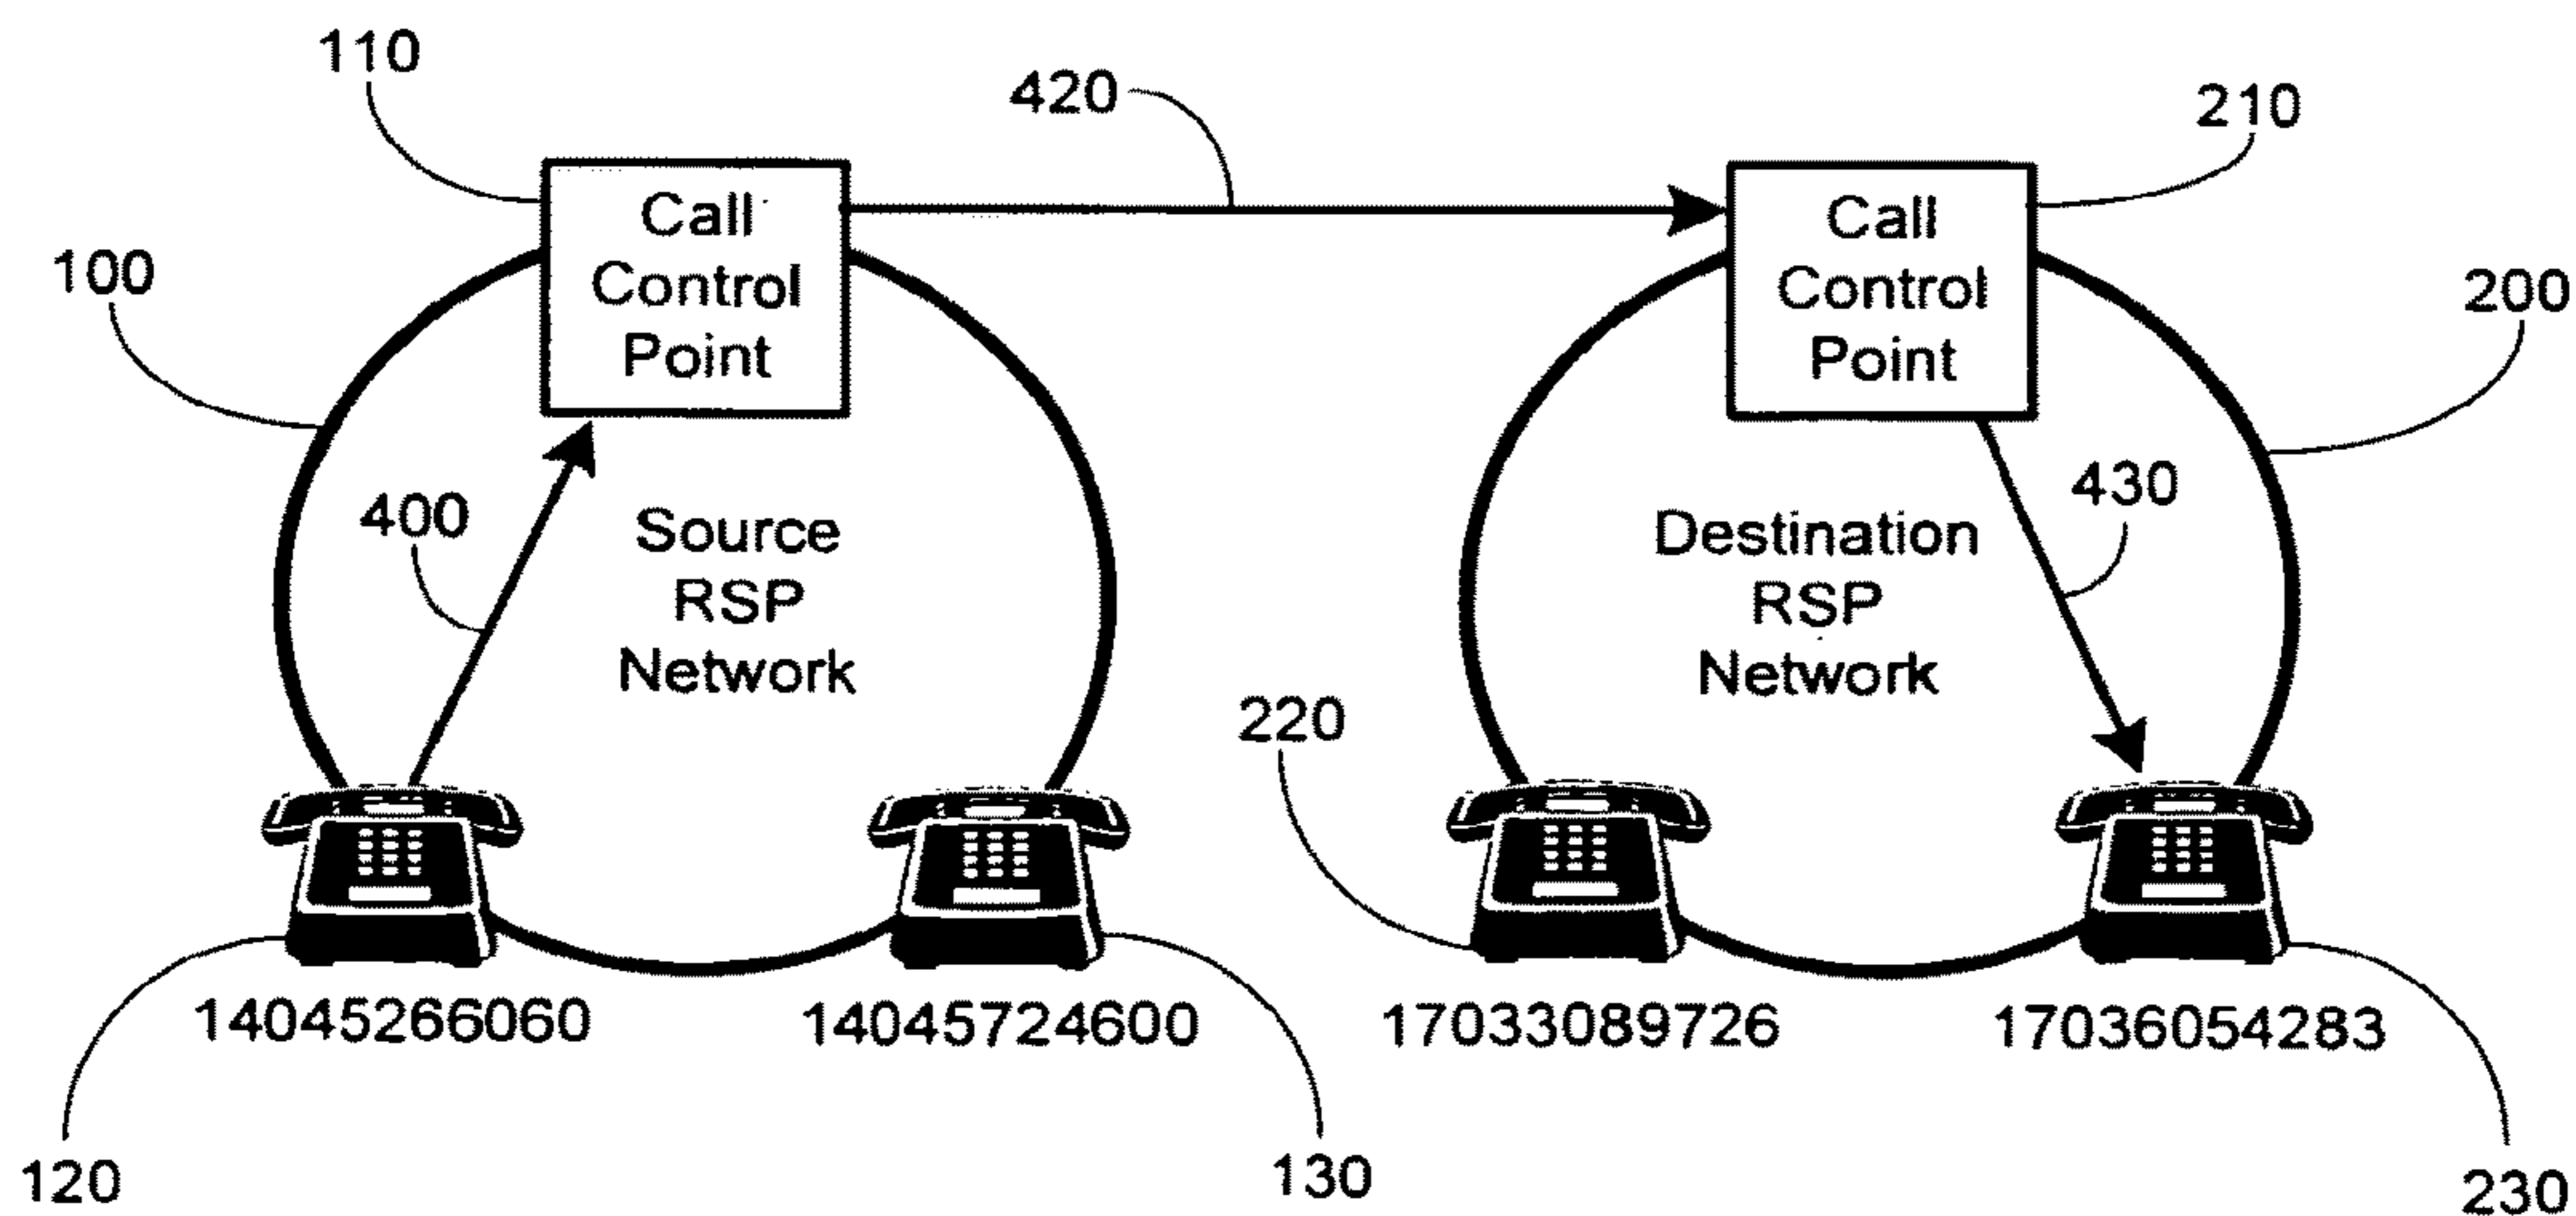 110
420
210
Call
Control
Point
Call
Control
Point
100
200
400
Source
RSP
Network
Destination
RSP
Network
430
220
14045266060
14045724600
17033089726
17036054283
120
130
230